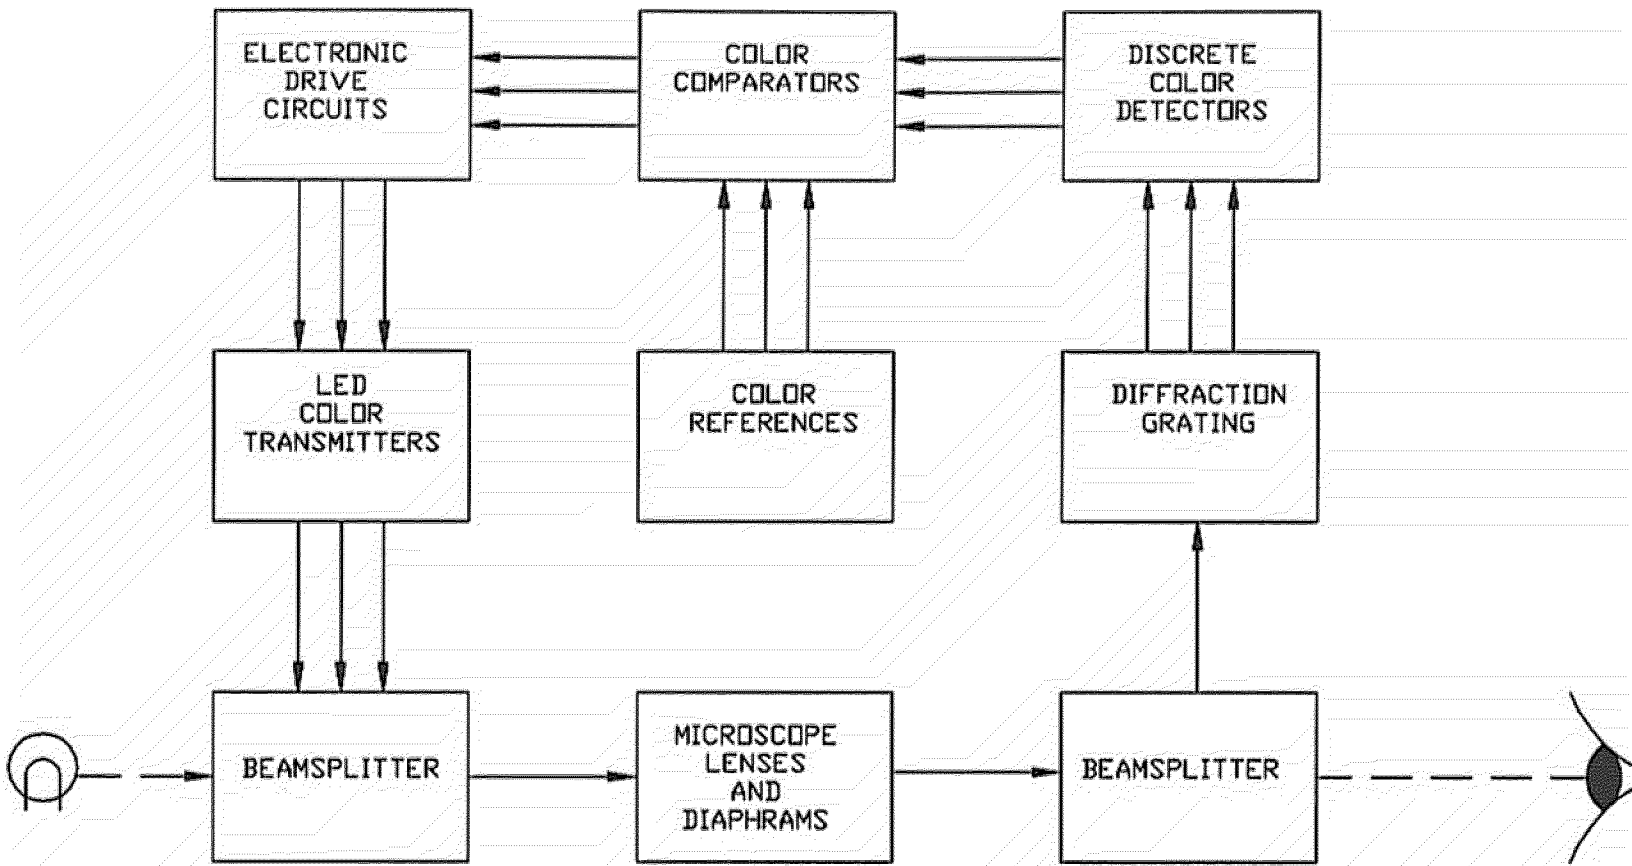 ELECTRONIC
DRIVE
CIRCUITS
COLOR
COMPARATORS
DISCRETE
COLOR
DETECTORS
LED
COLOR
TRANSMITTERS
COLOR
REFERENCES
DIFFRACTION
GRATING
BEAMSPLITTER
MICROSCOPE
LENSES
AND
DIAPHRAMS
BEAMSPLITTER